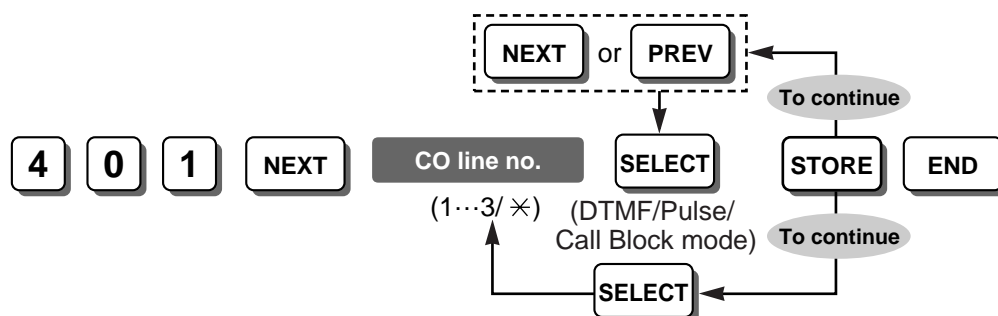 NEXT or PREV
To continue
4 0 1 NEXT CO line no. SELECT STORE END
(1···3/ ✳) (DTMF/Pulse/
Call Block mode)
To continue
SELECT